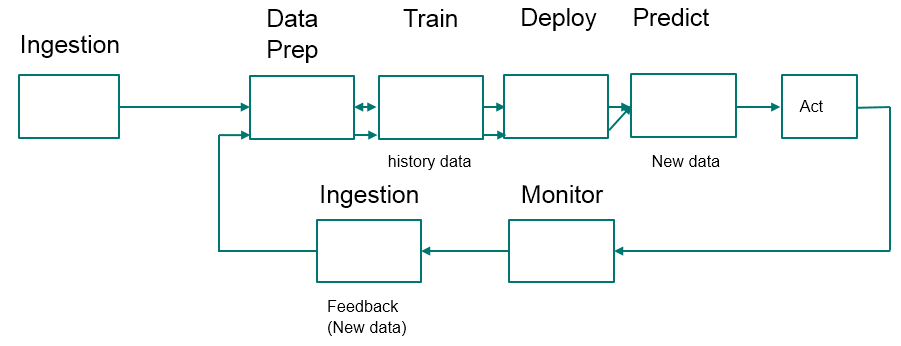 Ingestion
Data
Prep
Train
Deploy
Predict
Act
history data
New data
Ingestion
Monitor
Feedback
(New data)